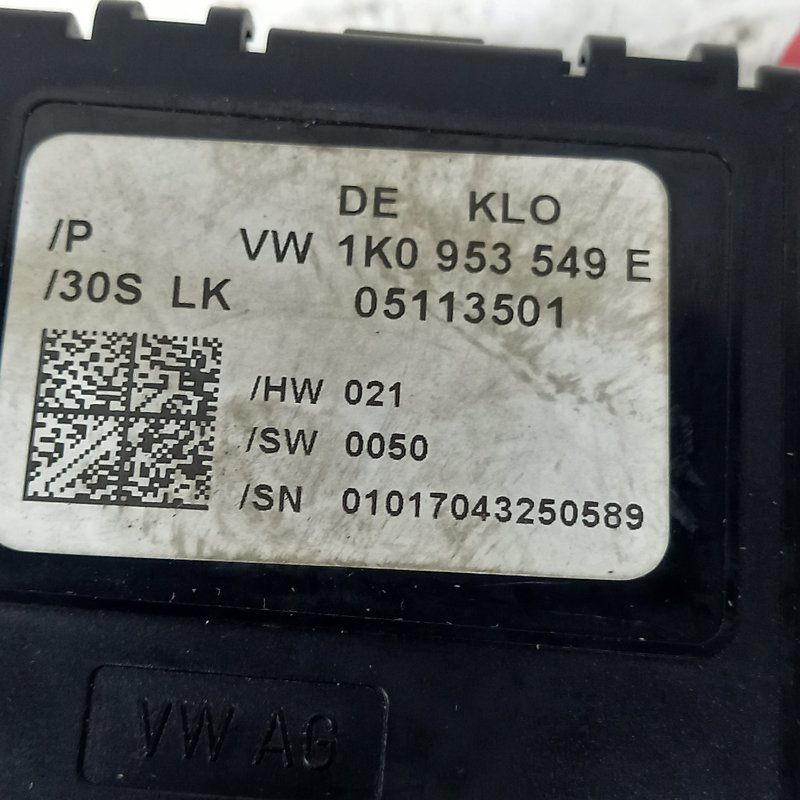 DE KLO
/P VW 1K0 953 549 E
/30S LK 05113501
/HW 021
/SW 0050
/SN 01017043250589
VW AG